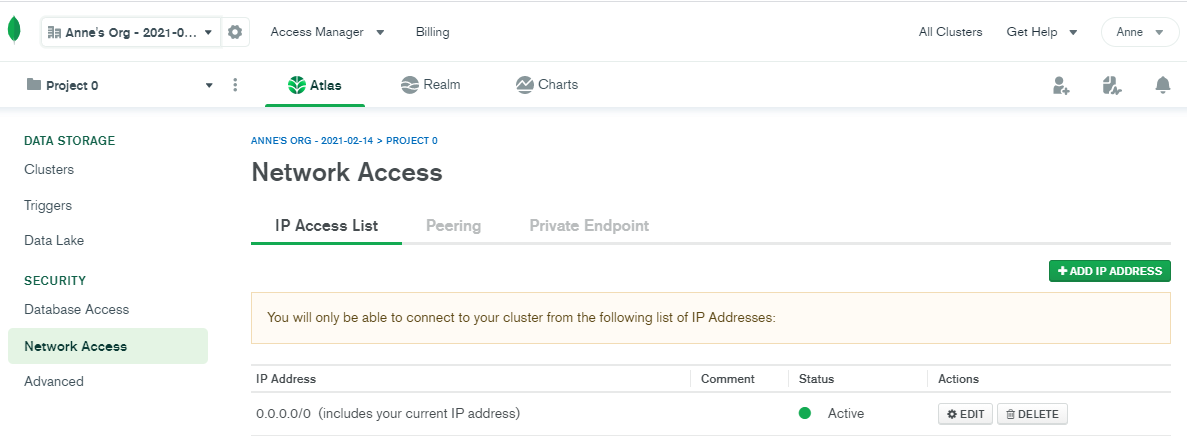 Anne's Org - 2021-0... Access Manager Billing All Clusters Get Help Anne
Project 0 Atlas Realm Charts
DATA STORAGE
Clusters
Triggers
Data Lake
SECURITY
Database Access
Network Access
Advanced
ANNE'S ORG - 2021-02-14 > PROJECT 0
Network Access
IP Access List Peering Private Endpoint
+ ADD IP ADDRESS
You will only be able to connect to your cluster from the following list of IP Addresses:
IP Address Comment Status Actions
0.0.0.0/0 (includes your current IP address) Active EDIT DELETE